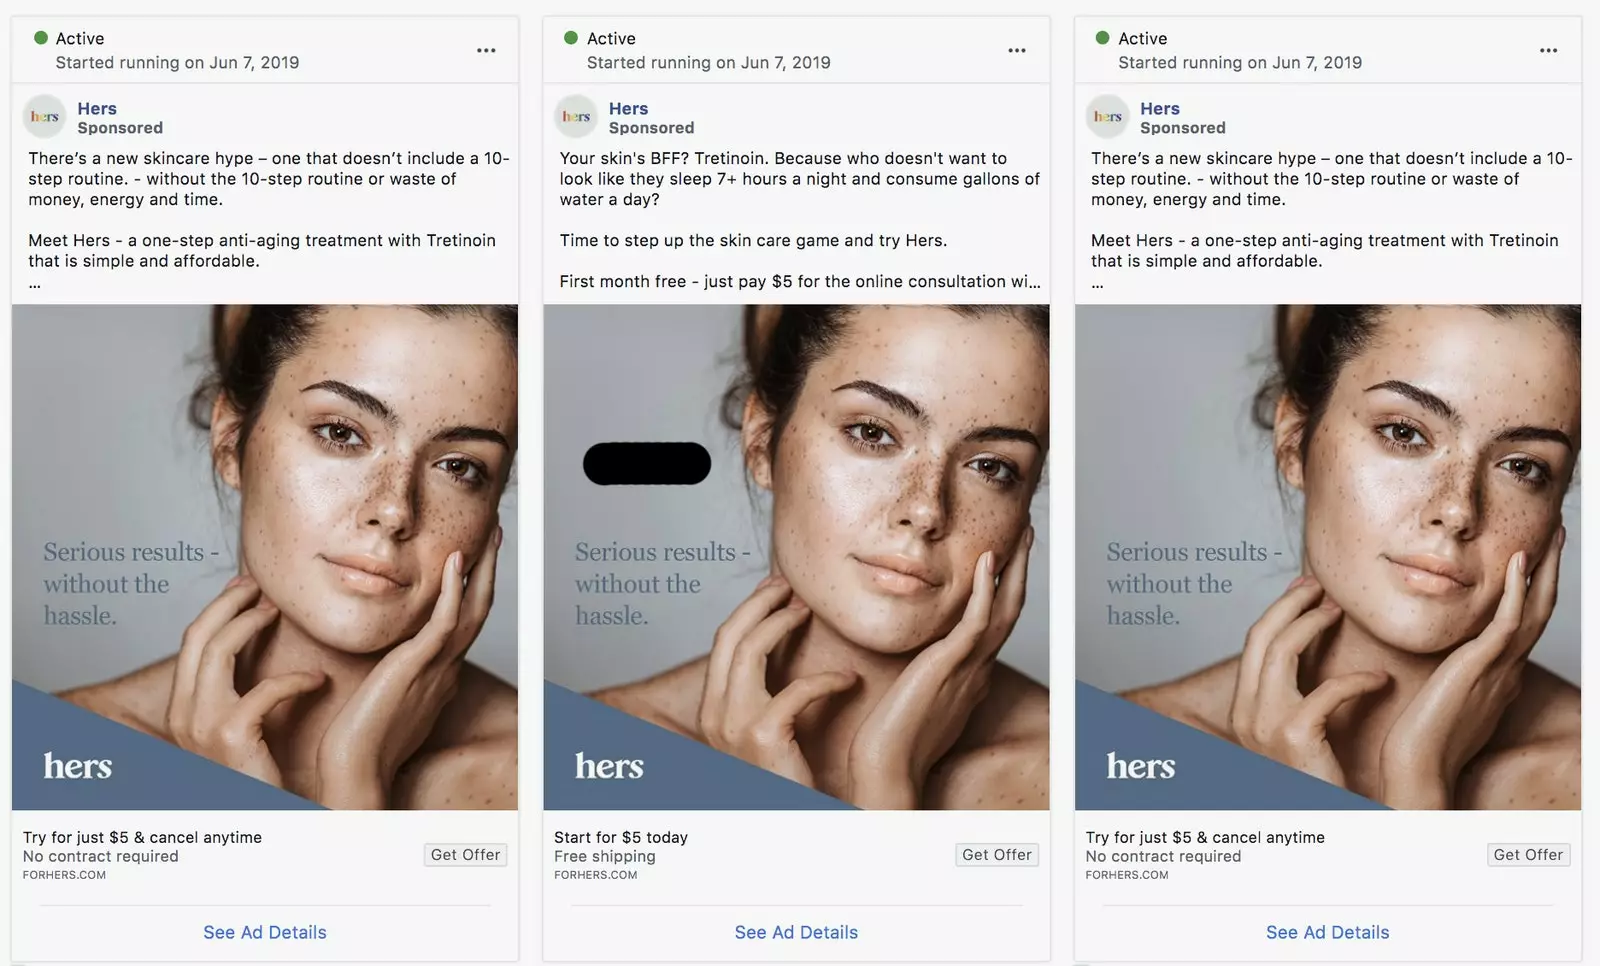 Active
Started running on Jun 7, 2019
hers
Hers
Sponsored
There’s a new skincare hype – one that doesn’t include a 10-
step routine. - without the 10-step routine or waste of
money, energy and time.
Meet Hers - a one-step anti-aging treatment with Tretinoin
that is simple and affordable.
...
Serious results -
without the
hassle.
hers
Try for just $5 & cancel anytime
No contract required
FORHERS.COM
Get Offer
See Ad Details
Active
Started running on Jun 7, 2019
hers
Hers
Sponsored
Your skin's BFF? Tretinoin. Because who doesn't want to
look like they sleep 7+ hours a night and consume gallons of
water a day?
Time to step up the skin care game and try Hers.
First month free - just pay $5 for the online consultation wi...
Serious results -
without the
hassle.
hers
Start for $5 today
Free shipping
FORHERS.COM
Get Offer
See Ad Details
Active
Started running on Jun 7, 2019
hers
Hers
Sponsored
There’s a new skincare hype – one that doesn’t include a 10-
step routine. - without the 10-step routine or waste of
money, energy and time.
Meet Hers - a one-step anti-aging treatment with Tretinoin
that is simple and affordable.
...
Serious results -
without the
hassle.
hers
Try for just $5 & cancel anytime
No contract required
FORHERS.COM
Get Offer
See Ad Details